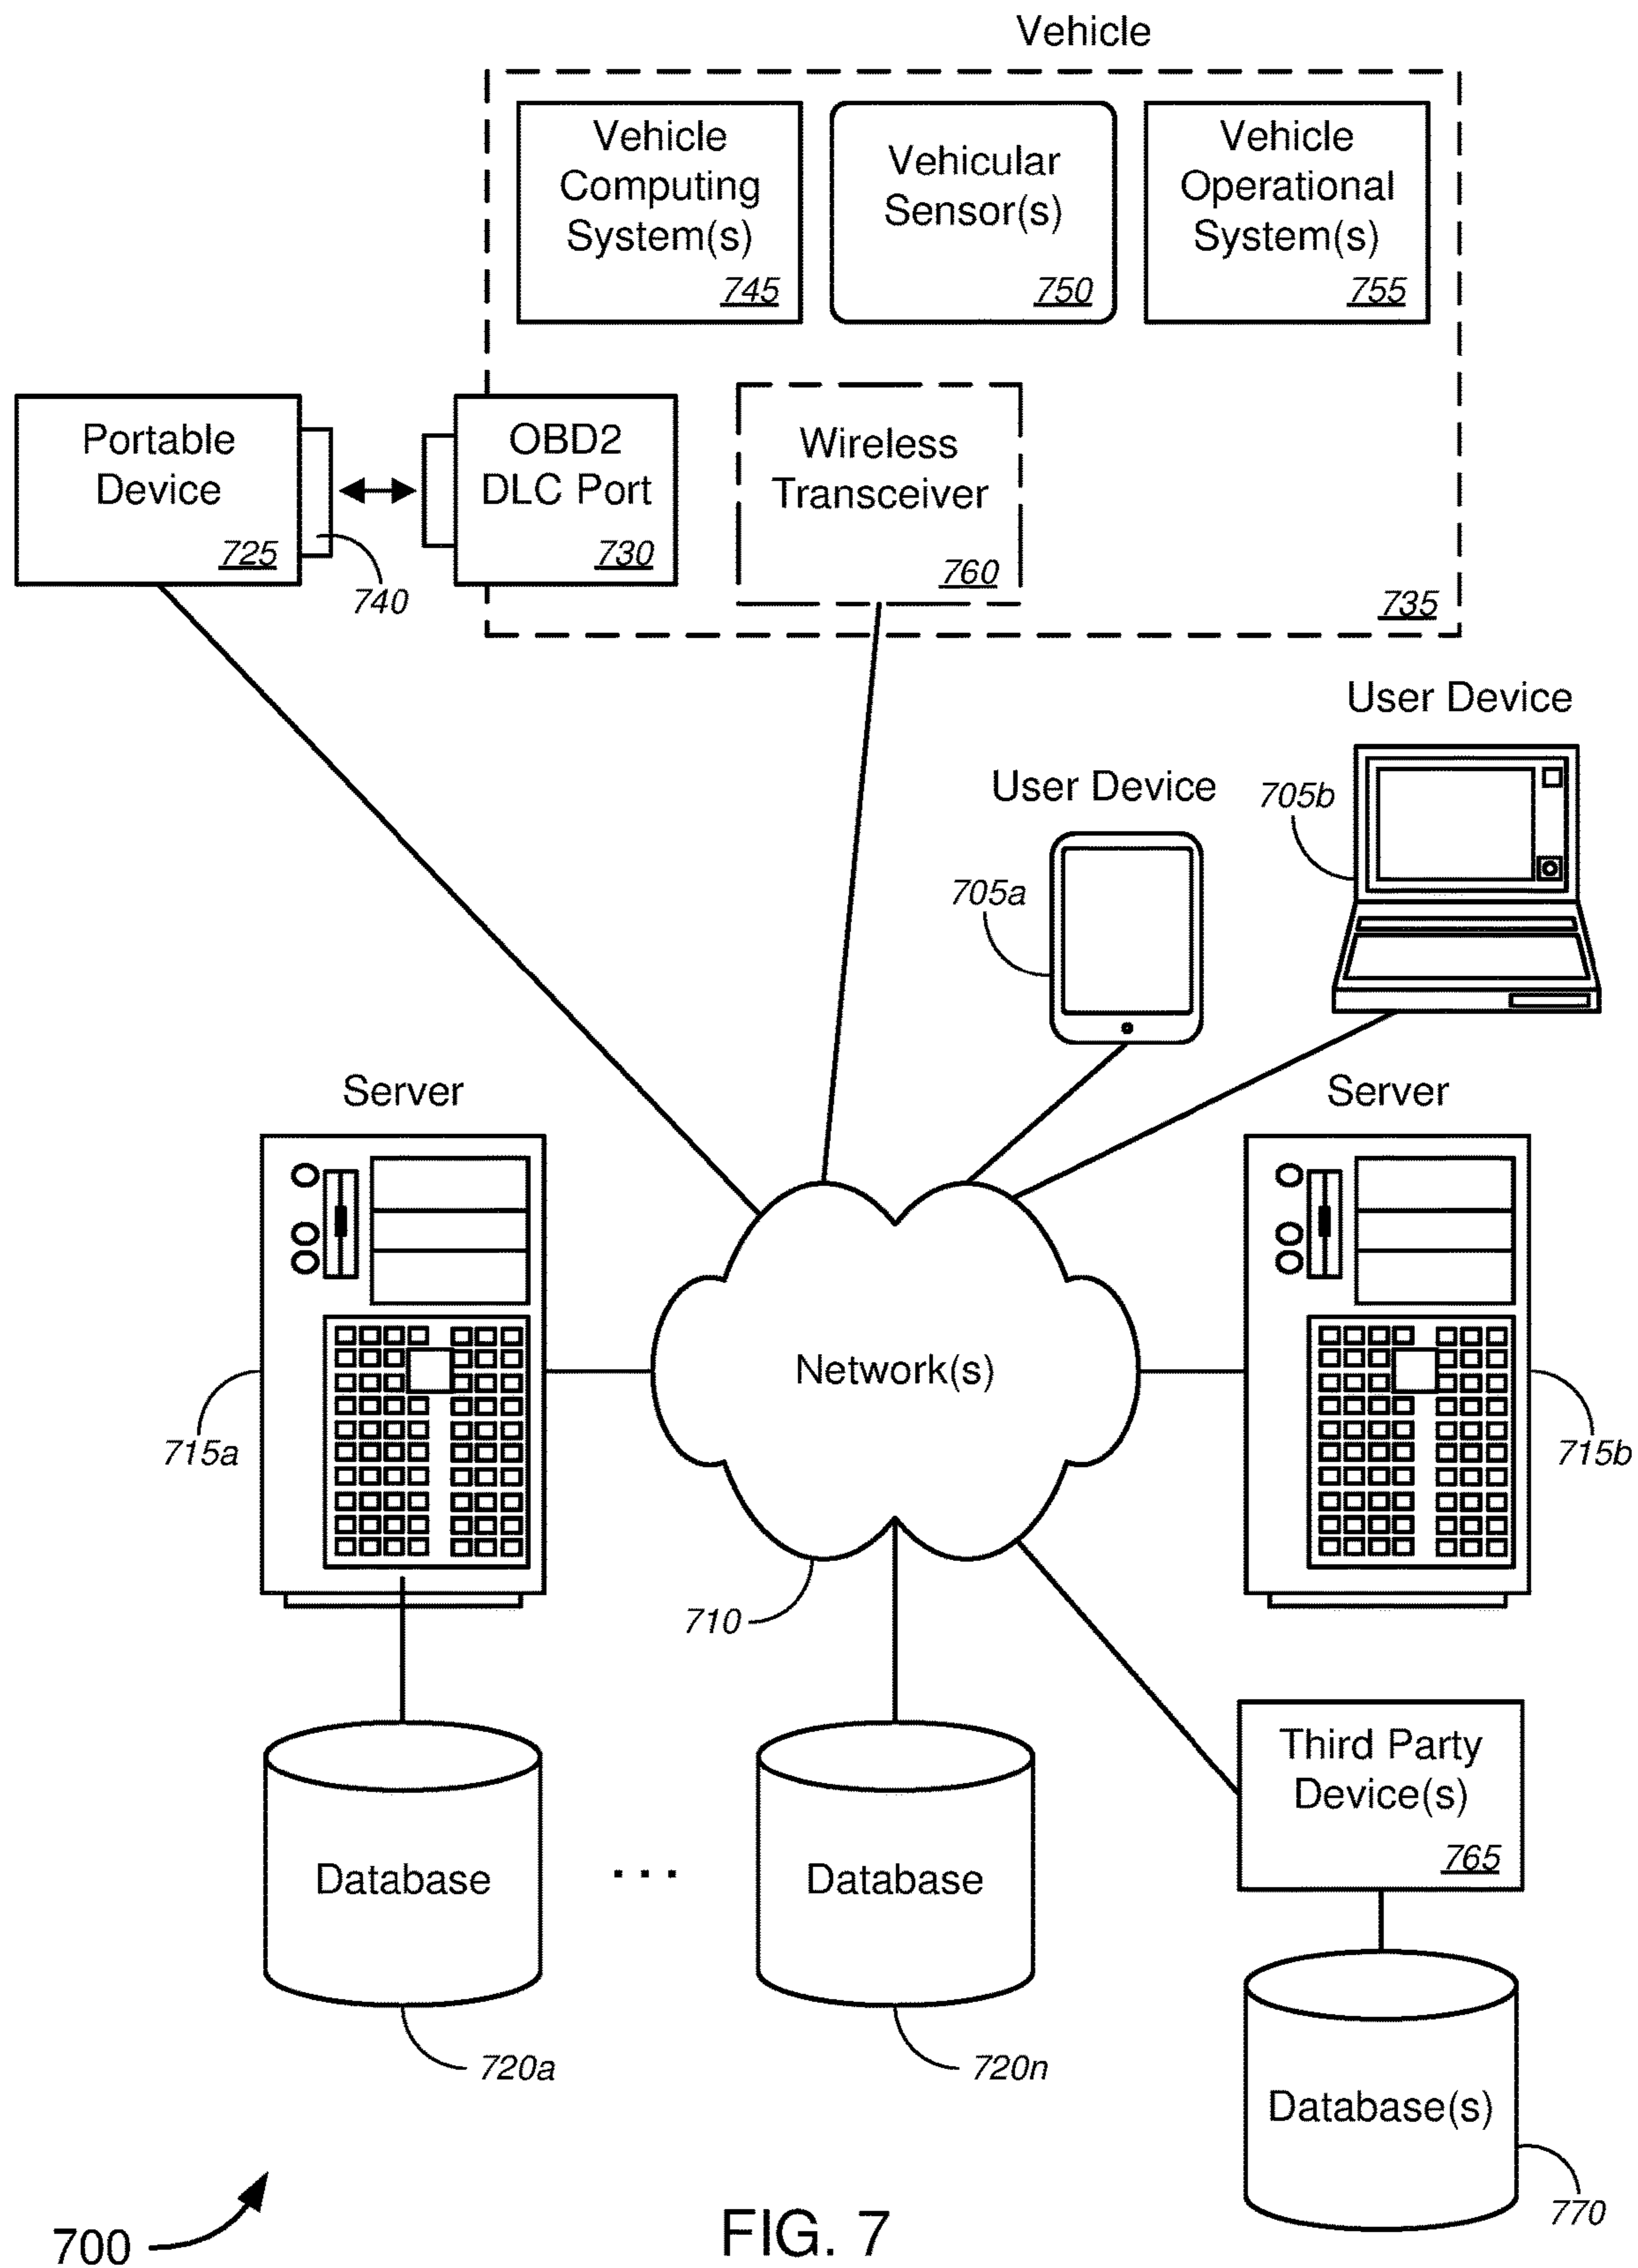 Vehicle
Vehicle
Computing
System(s)
745
Vehicular
Sensor(s)
750
Vehicle
Operational
System(s)
755
Portable
Device
725
740
OBD2
DLC Port
730
Wireless
Transceiver
760
735
User Device
705a
User Device
705b
Server
715a
Server
715b
Network(s)
710
Database
720a
...
Database
720n
Third Party
Device(s)
765
Database(s)
770
700
FIG. 7